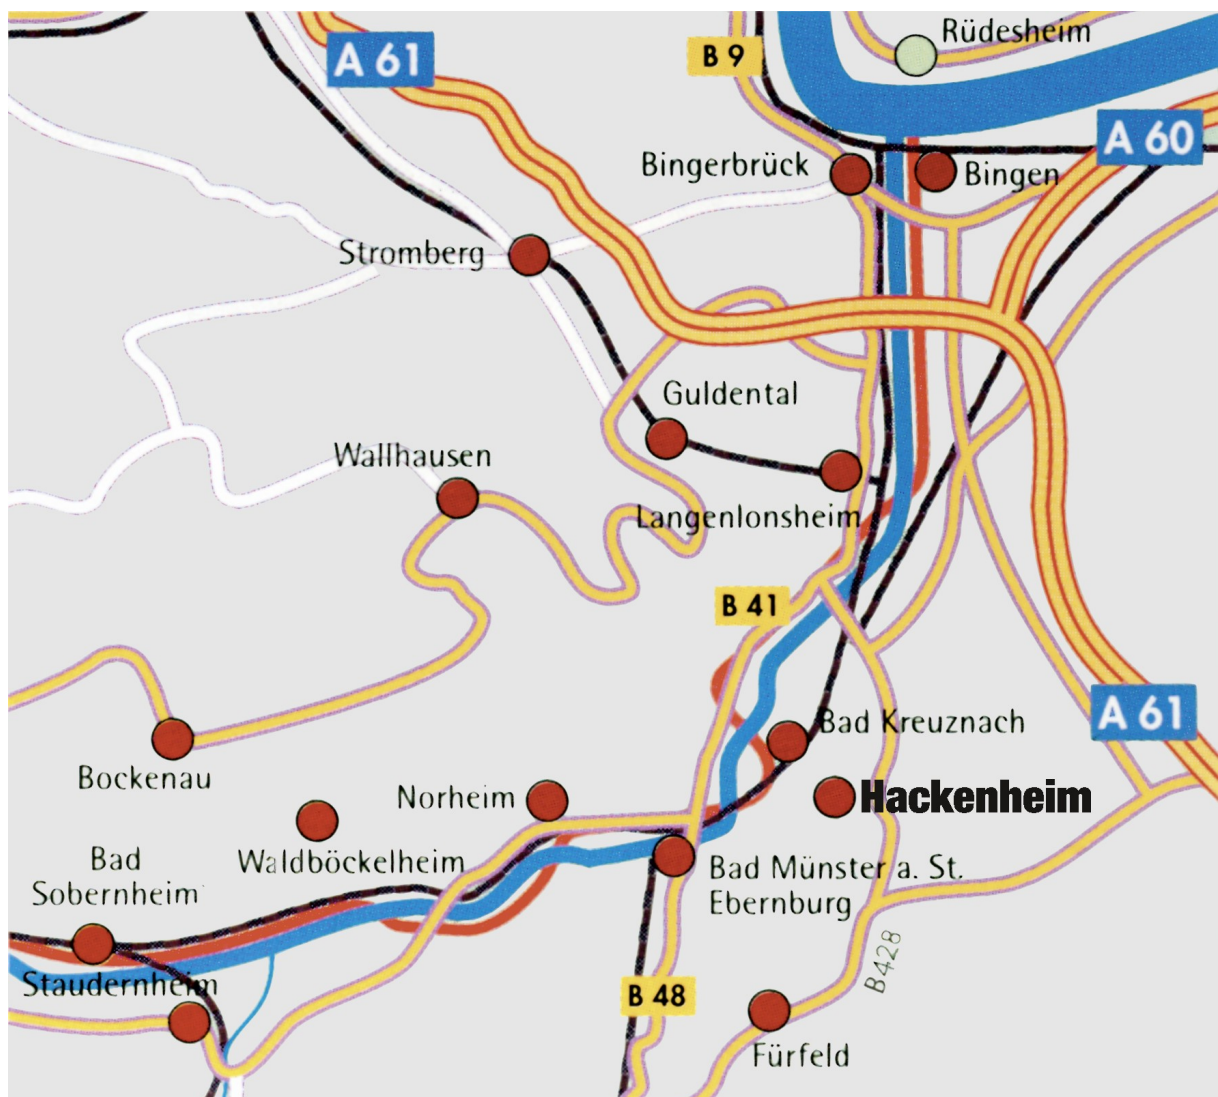 Rüdesheim
A 61
B 9
A 60
Bingerbrück
Bingen
Stromberg
Guldental
Wallhausen
Langenlonsheim
B 41
A 61
Bad Kreuznach
Bockenau
Norheim
Hackenheim
Bad
Sobernheim
Waldböckelheim
Bad Münster a. St.
Ebernburg
B428
Staudernheim
B 48
Fürfeld